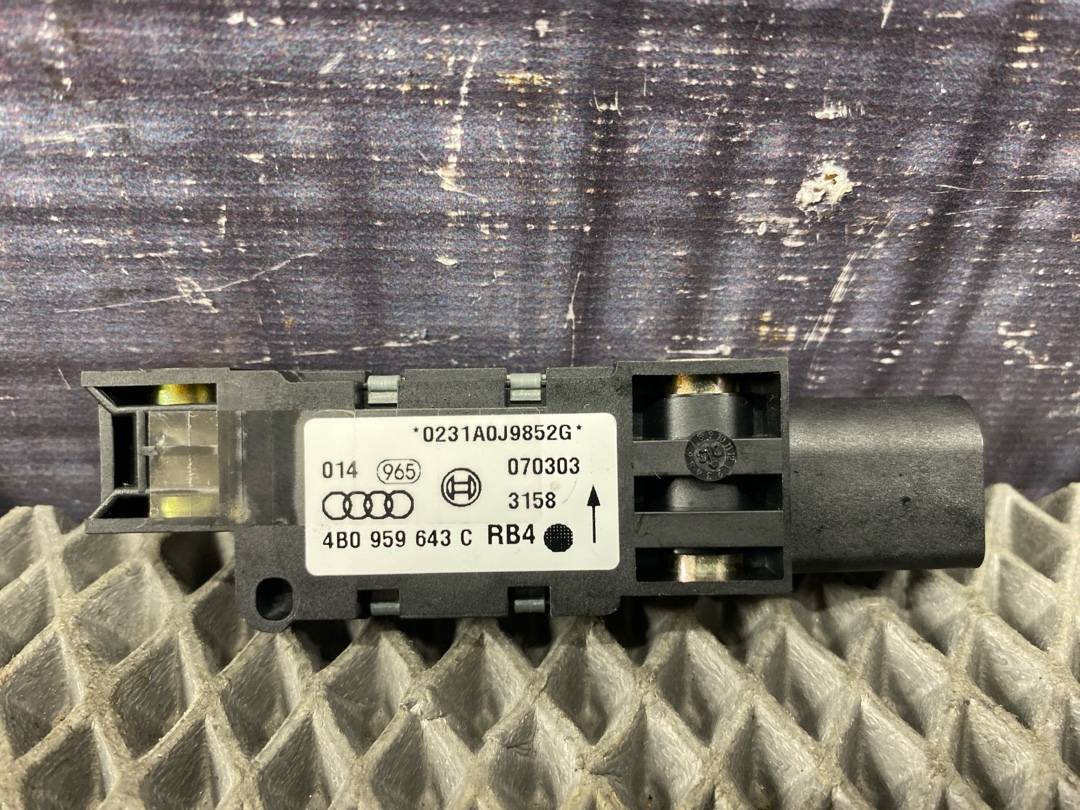 *0231A0J9852G*
014 965 070303
3158
4B0 959 643 C RB4